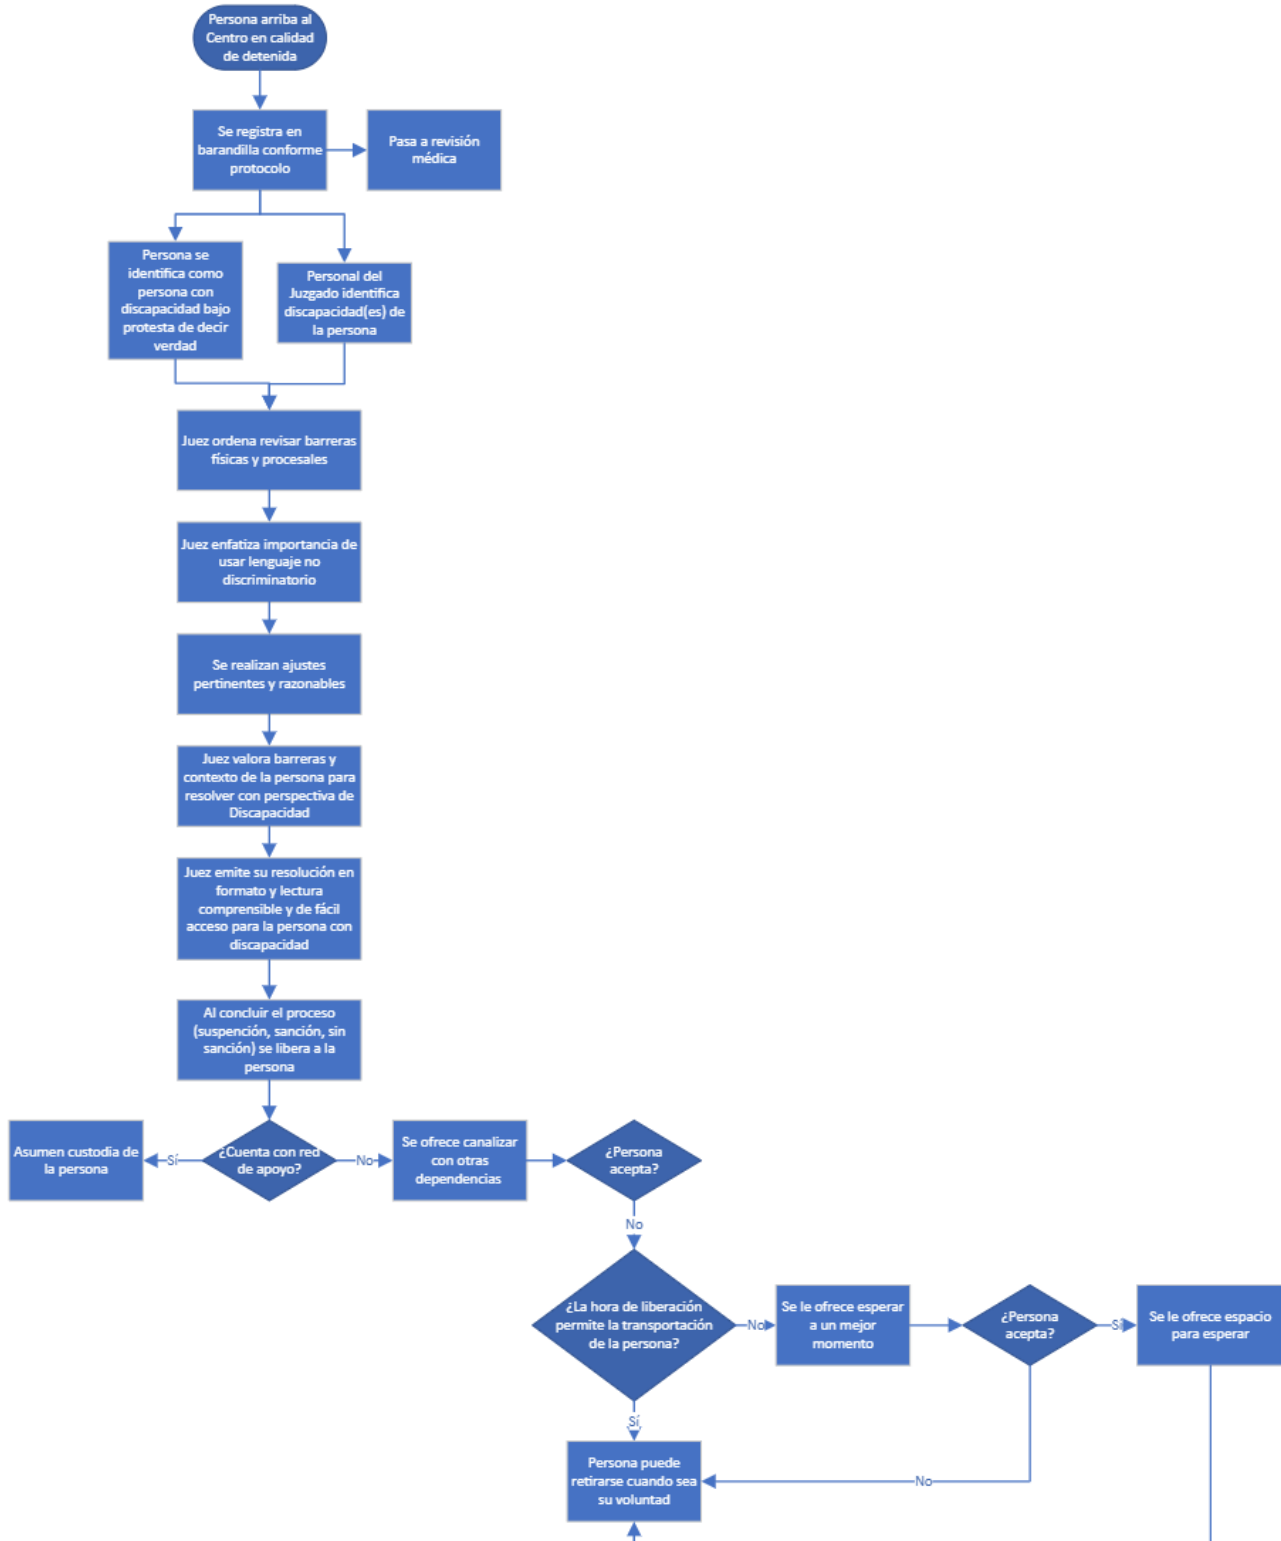 Persona arriba al
Centro en calidad
de detenida
Se registra en
barandilla conforme
protocolo
Pasa a revisión
médica
Persona se
identifica como
persona con
discapacidad bajo
protesta de decir
verdad
Personal del
Juzgado identifica
discapacidad(es) de
la persona
Juez ordena revisar barreras
físicas y procesales
Juez enfatiza importancia de
usar lenguaje no
discriminatorio
Se realizan ajustes
pertinentes y razonables
Juez valora barreras y
contexto de la persona para
resolver con perspectiva de
Discapacidad
Juez emite su resolución en
formato y lectura
comprensible y de fácil
acceso para la persona con
discapacidad
Al concluir el proceso
(suspención, sanción, sin
sanción) se libera a la
persona
Asumen custodia de
la persona
Sí
¿Cuenta con red
de apoyo?
No
Se ofrece canalizar
con otras
dependencias
¿Persona
acepta?
No
¿La hora de liberación
permite la transportación
de la persona?
No
Se le ofrece esperar
a un mejor
momento
¿Persona
acepta?
Sí
Se le ofrece espacio
para esperar
Sí
Persona puede
retirarse cuando sea
su voluntad
No